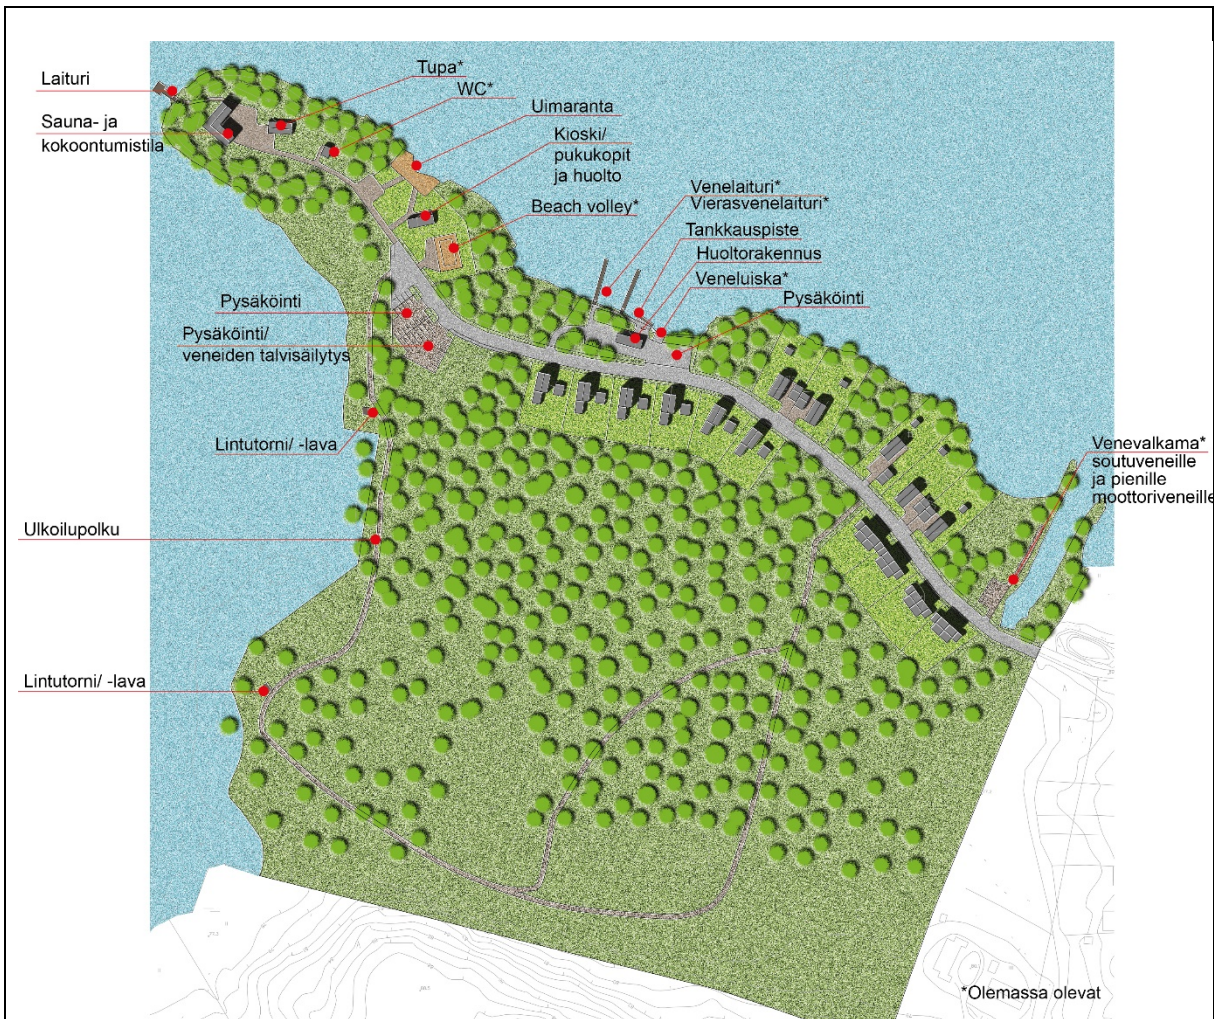 Laituri
Sauna- ja
kokoontumistila
Tupa*
WC*
Uimaranta
Kioski/
pukukopit
ja huolto
Beach volley*
Venelaituri*
Vierasvenelaituri*
Tankkauspiste
Huoltorakennus
Veneluiska*
Pysäköinti
Pysäköinti
Pysäköinti/
veneiden talvisäilytys
Lintutorni/ -lava
Venevalkama*
soutuveneille
ja pienille
moottoriveneille
Ulkoilupolku
Lintutorni/ -lava
*Olemassa olevat